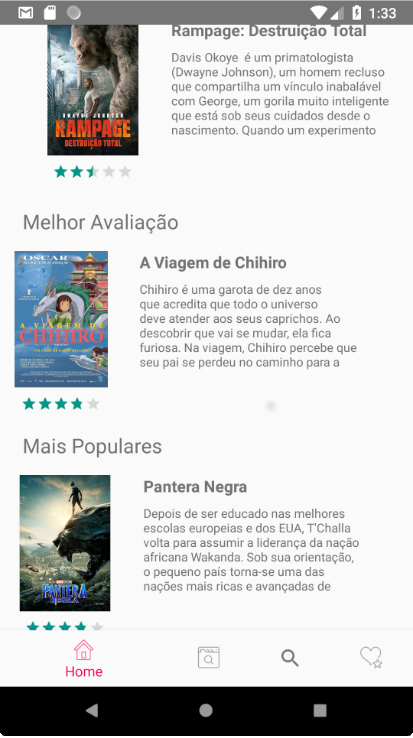 1:33
Rampage: Destruição Total
Davis Okoye é um primatologista
(Dwayne Johnson), um homem recluso
que compartilha um vínculo inabalável
com George, um gorila muito inteligente
que está sob seus cuidados desde o
nascimento. Quando um experimento
DWAYNE JOHNSON
RAMPAGE
DESTRUIÇÃO TOTAL
Melhor Avaliação
OSCAR
A VIAGEM DE
CHIHIRO
A Viagem de Chihiro
Chihiro é uma garota de dez anos
que acredita que todo o universo
deve atender aos seus caprichos. Ao
descobrir que vai se mudar, ela fica
furiosa. Na viagem, Chihiro percebe que
seu pai se perdeu no caminho para a
Mais Populares
PANTERA
NEGRA
Pantera Negra
Depois de ser educado nas melhores
escolas europeias e dos EUA, T'Challa
volta para assumir a liderança da nação
africana Wakanda. Sob sua orientação,
o pequeno país torna-se uma das
nações mais ricas e avançadas de
Home